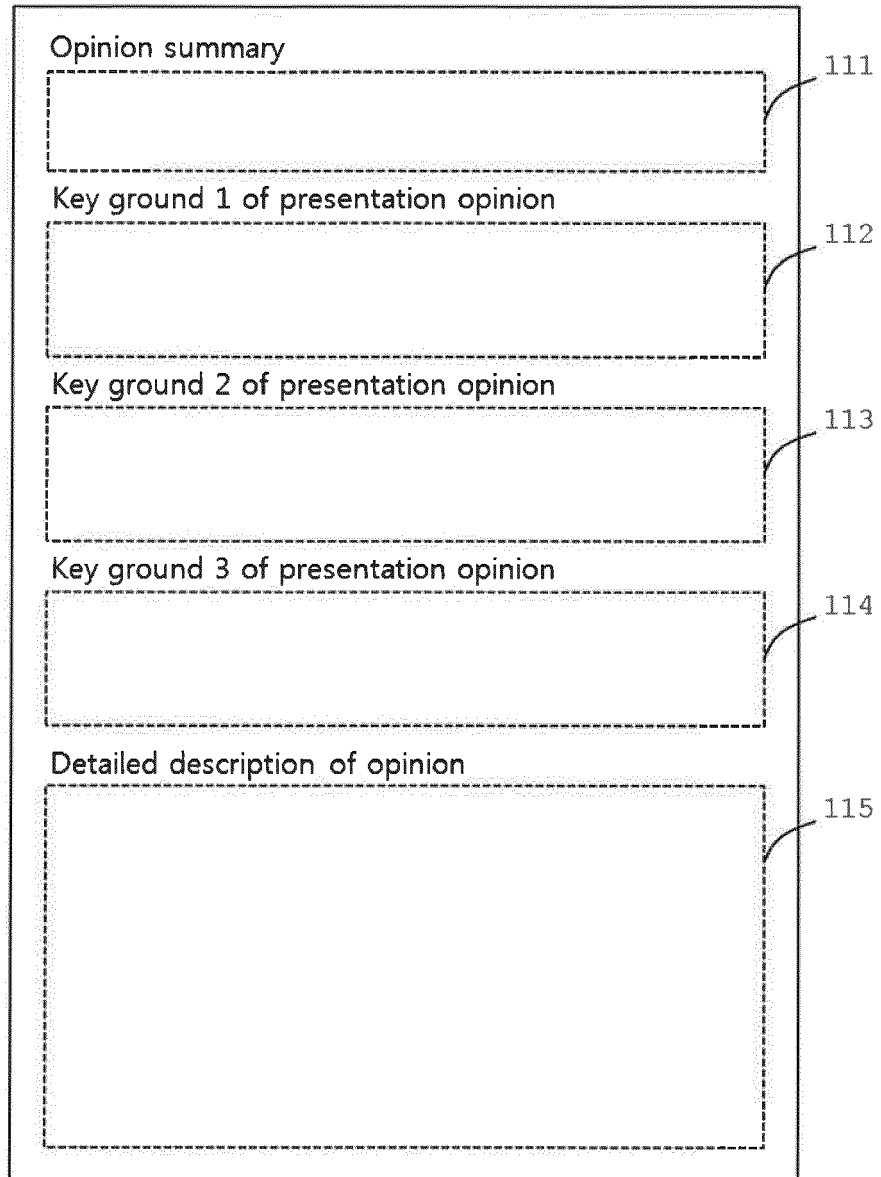 Opinion summary
111
Key ground 1 of presentation opinion
112
Key ground 2 of presentation opinion
113
Key ground 3 of presentation opinion
114
Detailed description of opinion
115